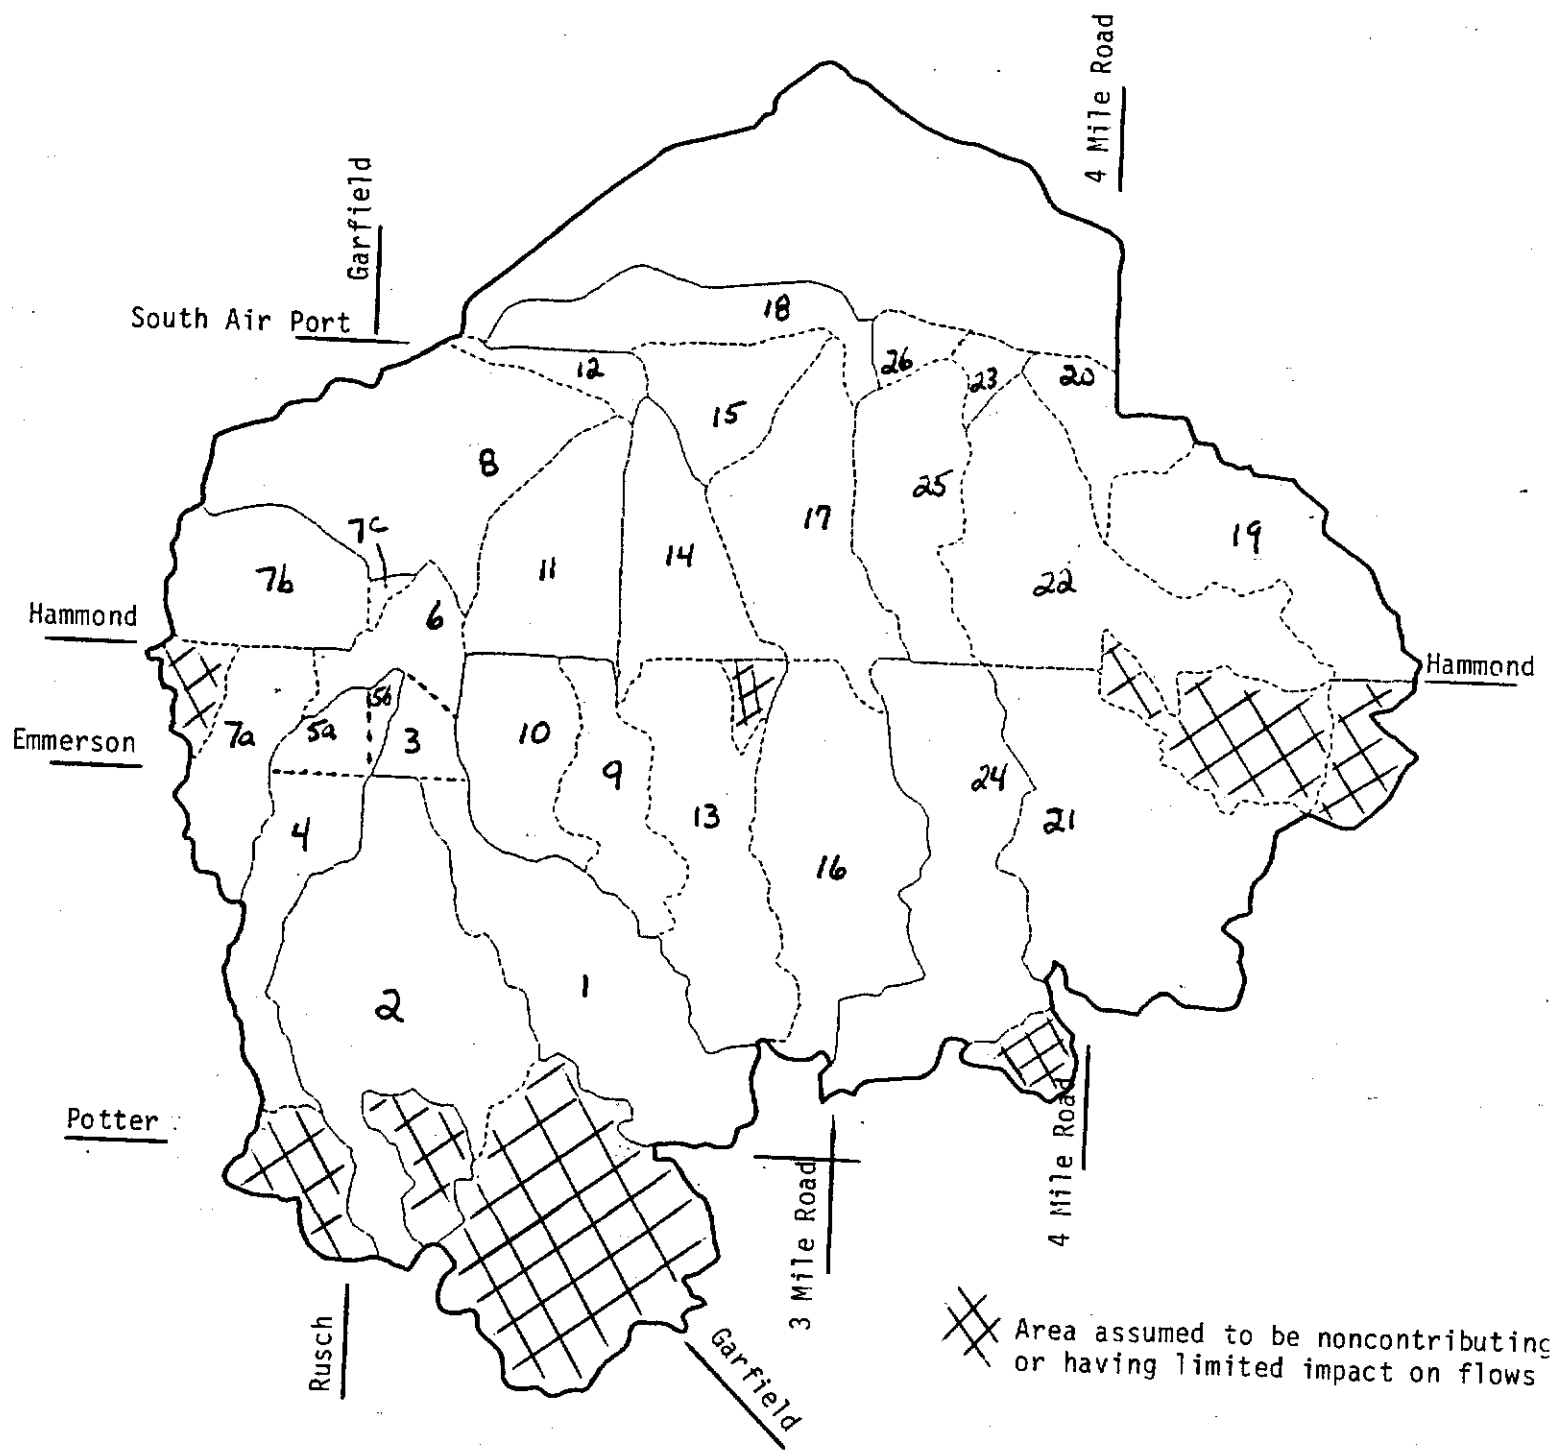 4 Mile Road
Garfield
South Air Port
18
12
26
23
20
15
8
25
7c
17
19
7b
11
14
22
6
Hammond
Hammond
5b
7a
5a
3
10
Emmerson
9
24
4
13
21
16
1
2
Potter
4 Mile Road
3 Mile Road
Rusch
Garfield
Area assumed to be noncontributing
or having limited impact on flows